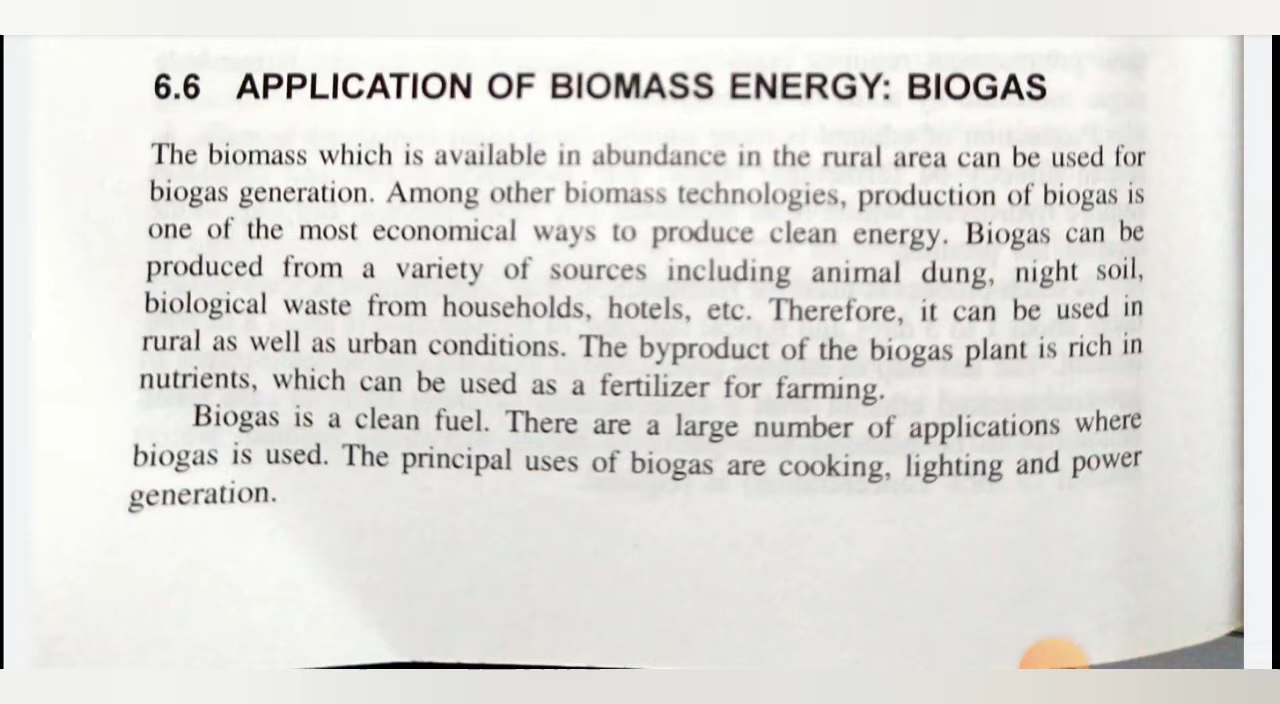 6.6 APPLICATION OF BIOMASS ENERGY: BIOGAS
The biomass which is available in abundance in the rural area can be used for
biogas generation. Among other biomass technologies, production of biogas is
one of the most economical ways to produce clean energy. Biogas can be
produced from a variety of sources including animal dung, night soil,
biological waste from households, hotels, etc. Therefore, it can be used in
rural as well as urban conditions. The byproduct of the biogas plant is rich in
nutrients, which can be used as a fertilizer for farming.
Biogas is a clean fuel. There are a large number of applications where
biogas is used. The principal uses of biogas are cooking, lighting and power
generation.